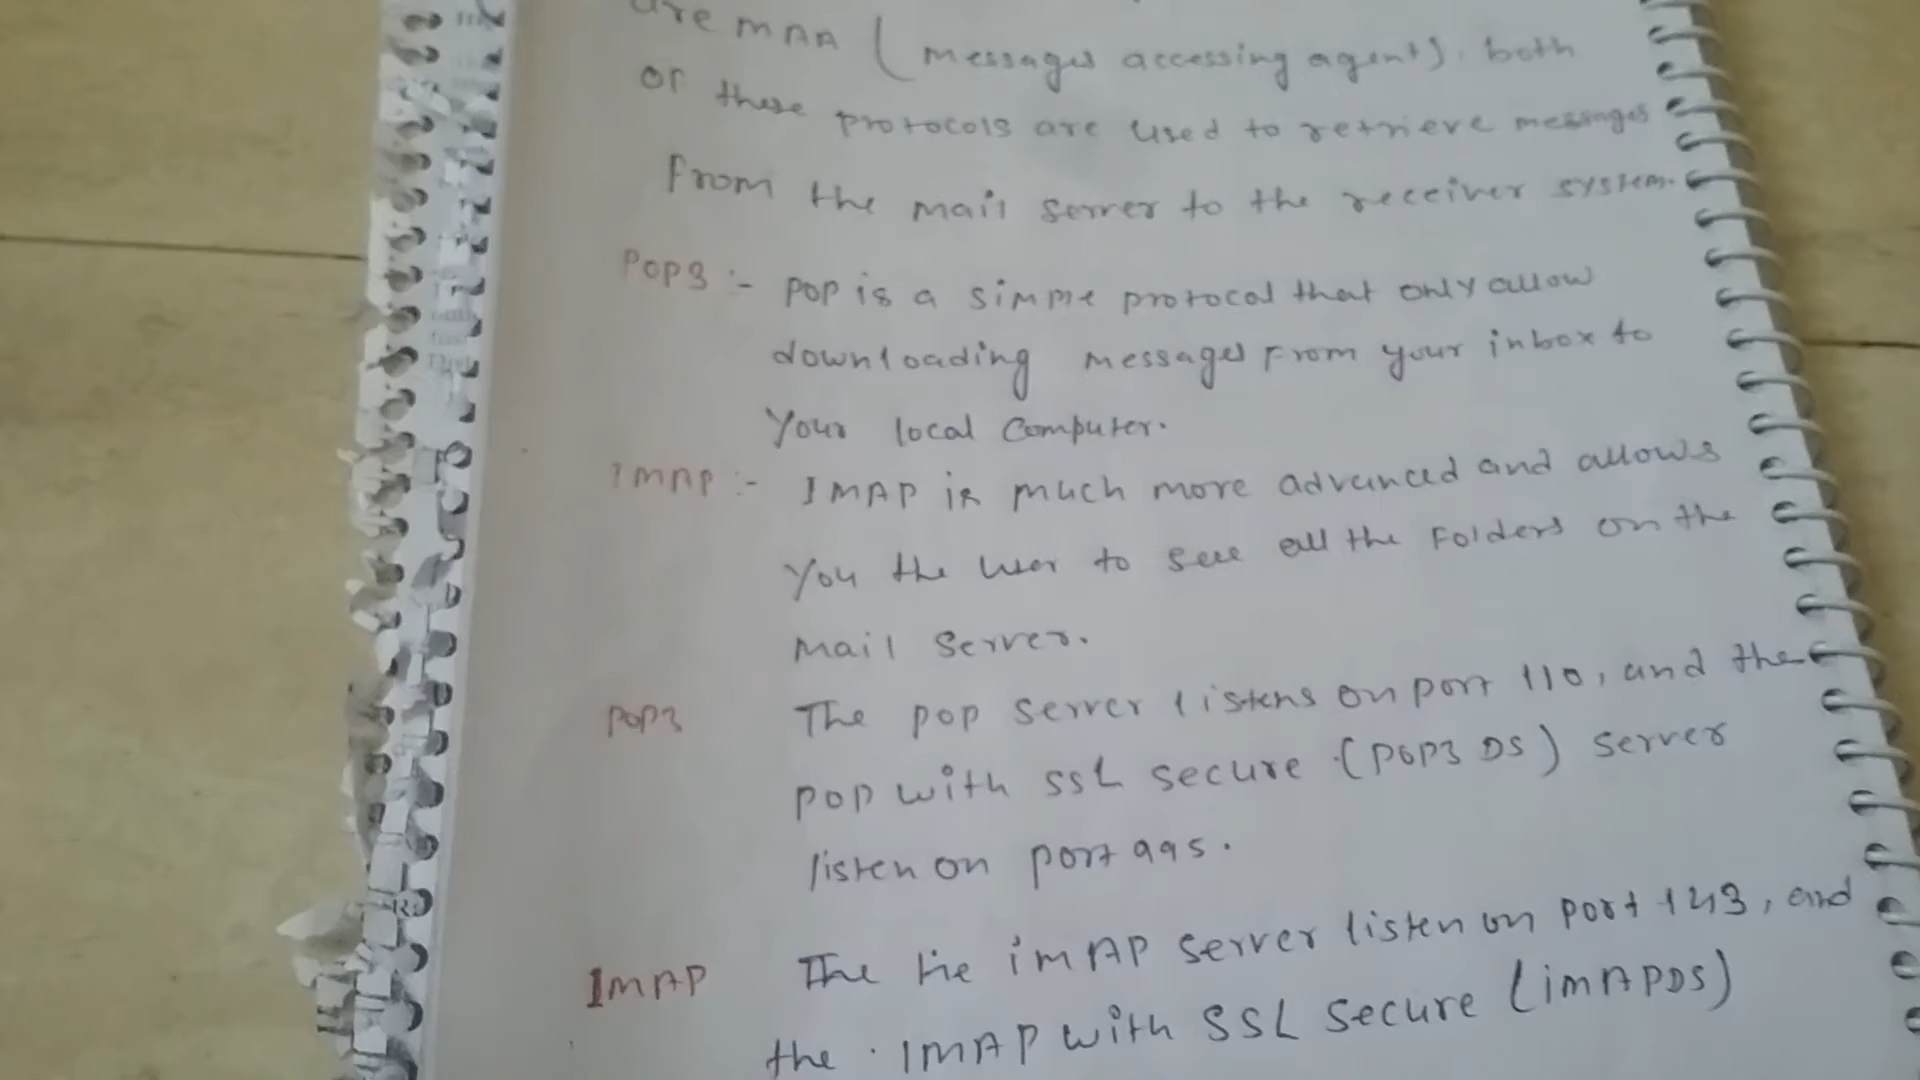 are MAA (messages accessing agent). both
of these protocols are used to retrieve messages
From the mail server to the receiver system.
POP3 :- POP is a simple protocol that only allow
downloading messages From your inbox to
Your local Computer.
IMAP :- IMAP is much more advanced and allows
You the user to see all the Folders on the
Mail Server.
POP3 The pop server listens on port 110, and the
pop with SSL secure (POP3 DS) server
listen on port 995.
IMAP The the iMAP server listen on port 143, and
the . IMAP with SSL Secure (iMAPDS)